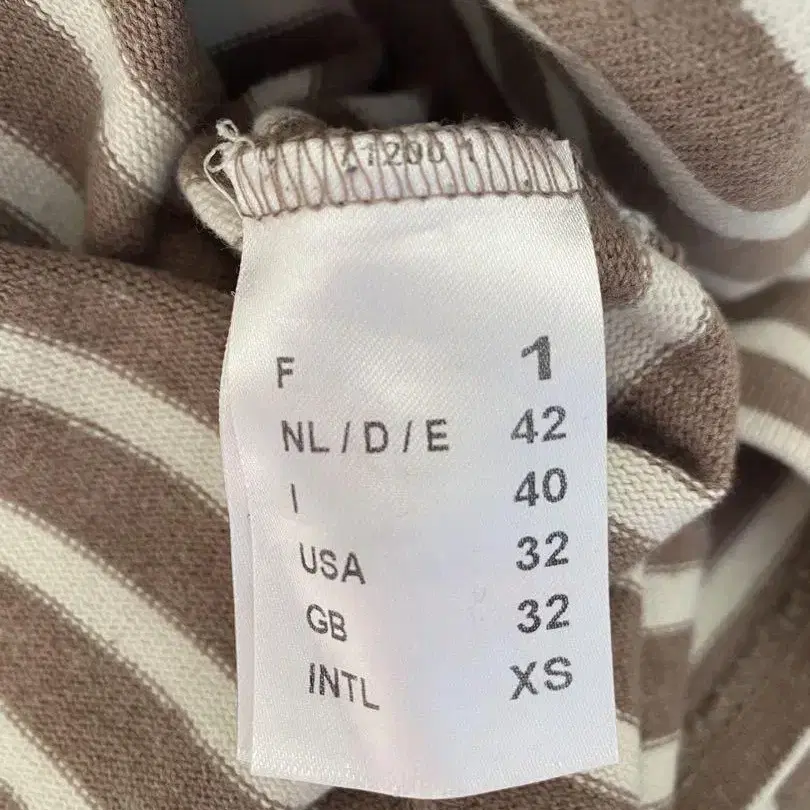 F 1
NL / D / E 42
I 40
USA 32
GB 32
INTL XS